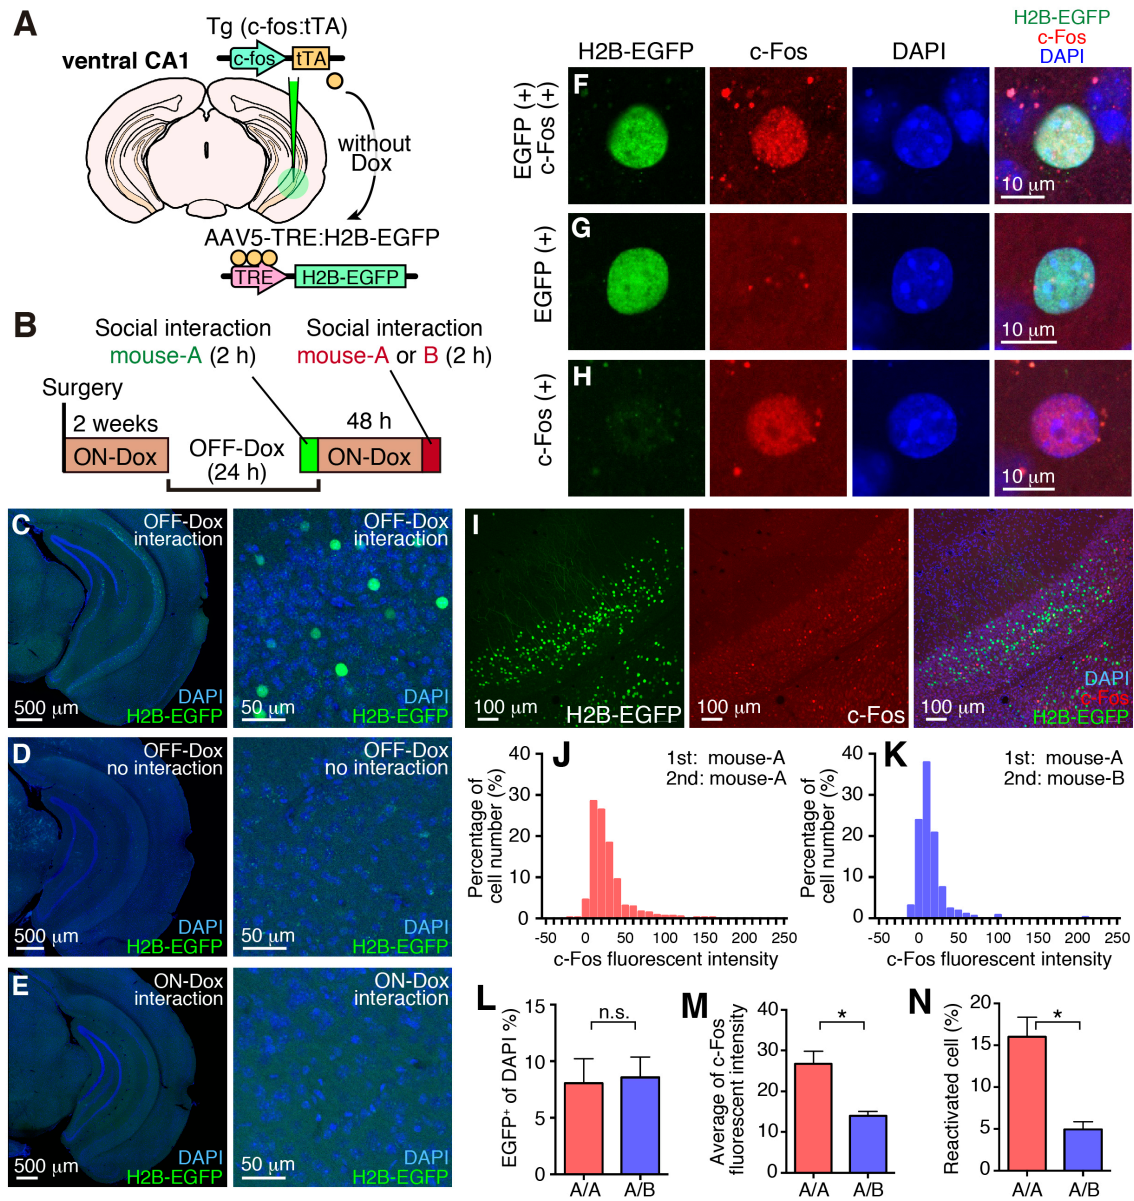 A
Tg (c-fos:tTA)
c-fos
tTA
ventral CA1
without
Dox
AAV5-TRE:H2B-EGFP
TRE
H2B-EGFP
B
Social interaction
mouse-A (2 h)
Social interaction
mouse-A or B (2 h)
Surgery
2 weeks
ON-Dox
OFF-Dox
(24 h)
48 h
ON-Dox
H2B-EGFP
c-Fos
DAPI
H2B-EGFP
c-Fos
DAPI
EGFP (+)
c-Fos (+)
F
10 µm
EGFP (+)
G
10 µm
c-Fos (+)
H
10 µm
C
OFF-Dox
interaction
DAPI
H2B-EGFP
500 µm
OFF-Dox
interaction
DAPI
H2B-EGFP
50 µm
D
OFF-Dox
no interaction
DAPI
H2B-EGFP
500 µm
OFF-Dox
no interaction
DAPI
H2B-EGFP
50 µm
E
ON-Dox
interaction
DAPI
H2B-EGFP
500 µm
ON-Dox
interaction
DAPI
H2B-EGFP
50 µm
I
100 µm
H2B-EGFP
100 µm
c-Fos
100 µm
DAPI
c-Fos
H2B-EGFP
J
1st: mouse-A
2nd: mouse-A
Percentage of
cell number (%)
40
30
20
10
0
-50 0 50 100 150 200 250
c-Fos fluorescent intensity
K
1st: mouse-A
2nd: mouse-B
Percentage of
cell number (%)
40
30
20
10
0
-50 0 50 100 150 200 250
c-Fos fluorescent intensity
L
EGFP⁺ of DAPI %)
15
10
5
0
n.s.
A/A A/B
M
Average of c-Fos
fluorescent intensity
40
30
20
10
0
*
A/A A/B
N
Reactivated cell (%)
20
15
10
5
0
*
A/A A/B